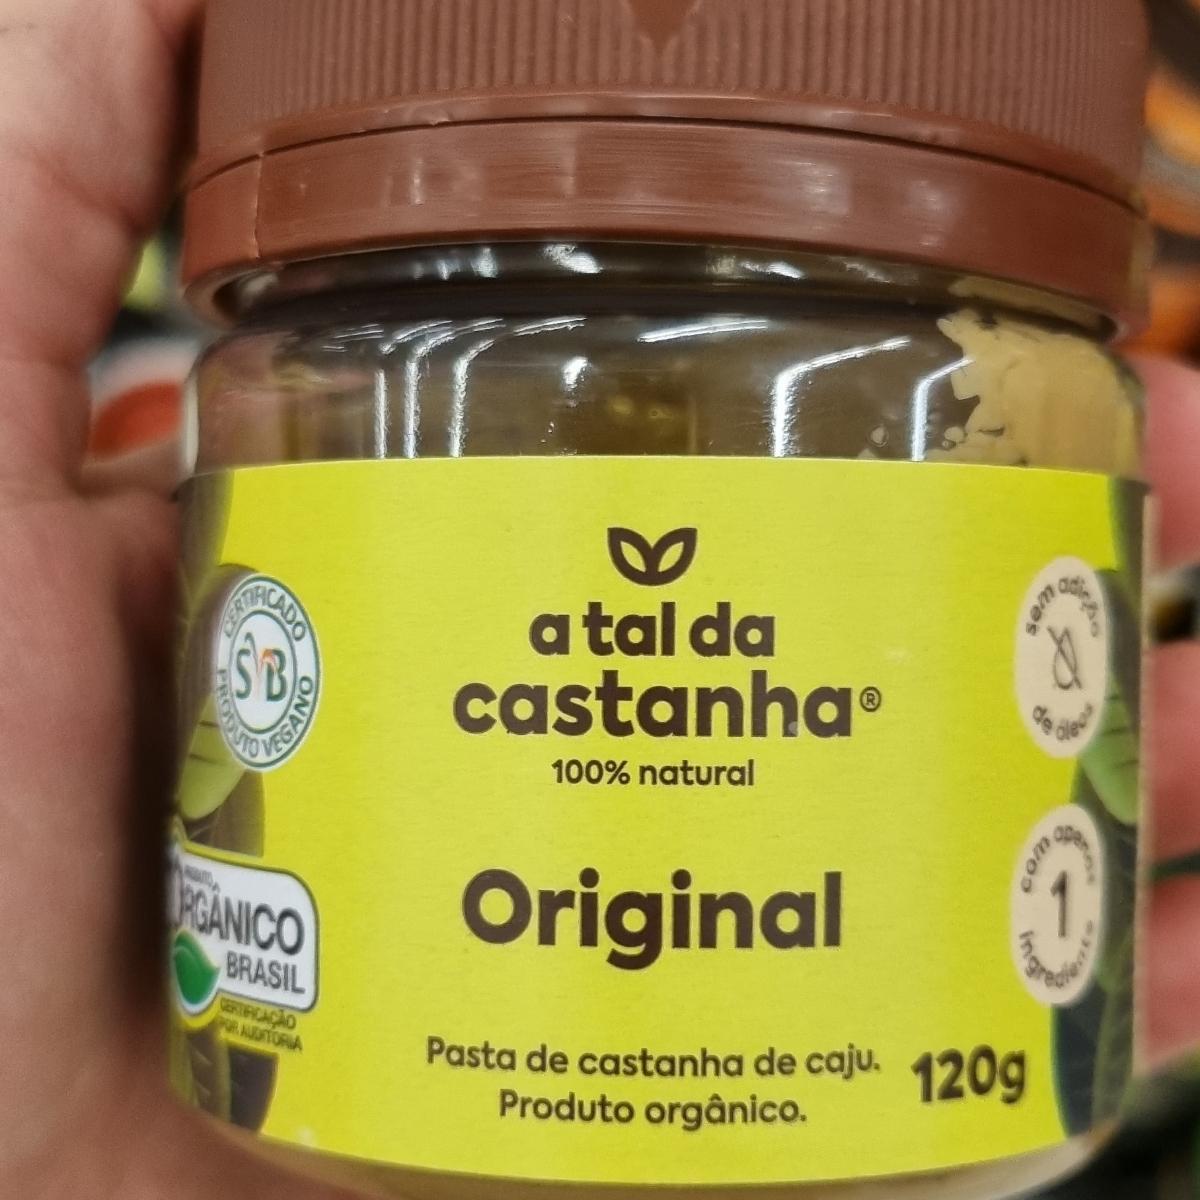 a tal da
castanha®
100% natural
Original
Pasta de castanha de caju.
Produto orgânico.
120g
CERTIFICADO
SVB
PRODUTO VEGANO
PRODUTO
ORGÂNICO
BRASIL
CERTIFICAÇÃO
POR AUDITORIA
sem adição
de óleos
com apenas
1
ingrediente